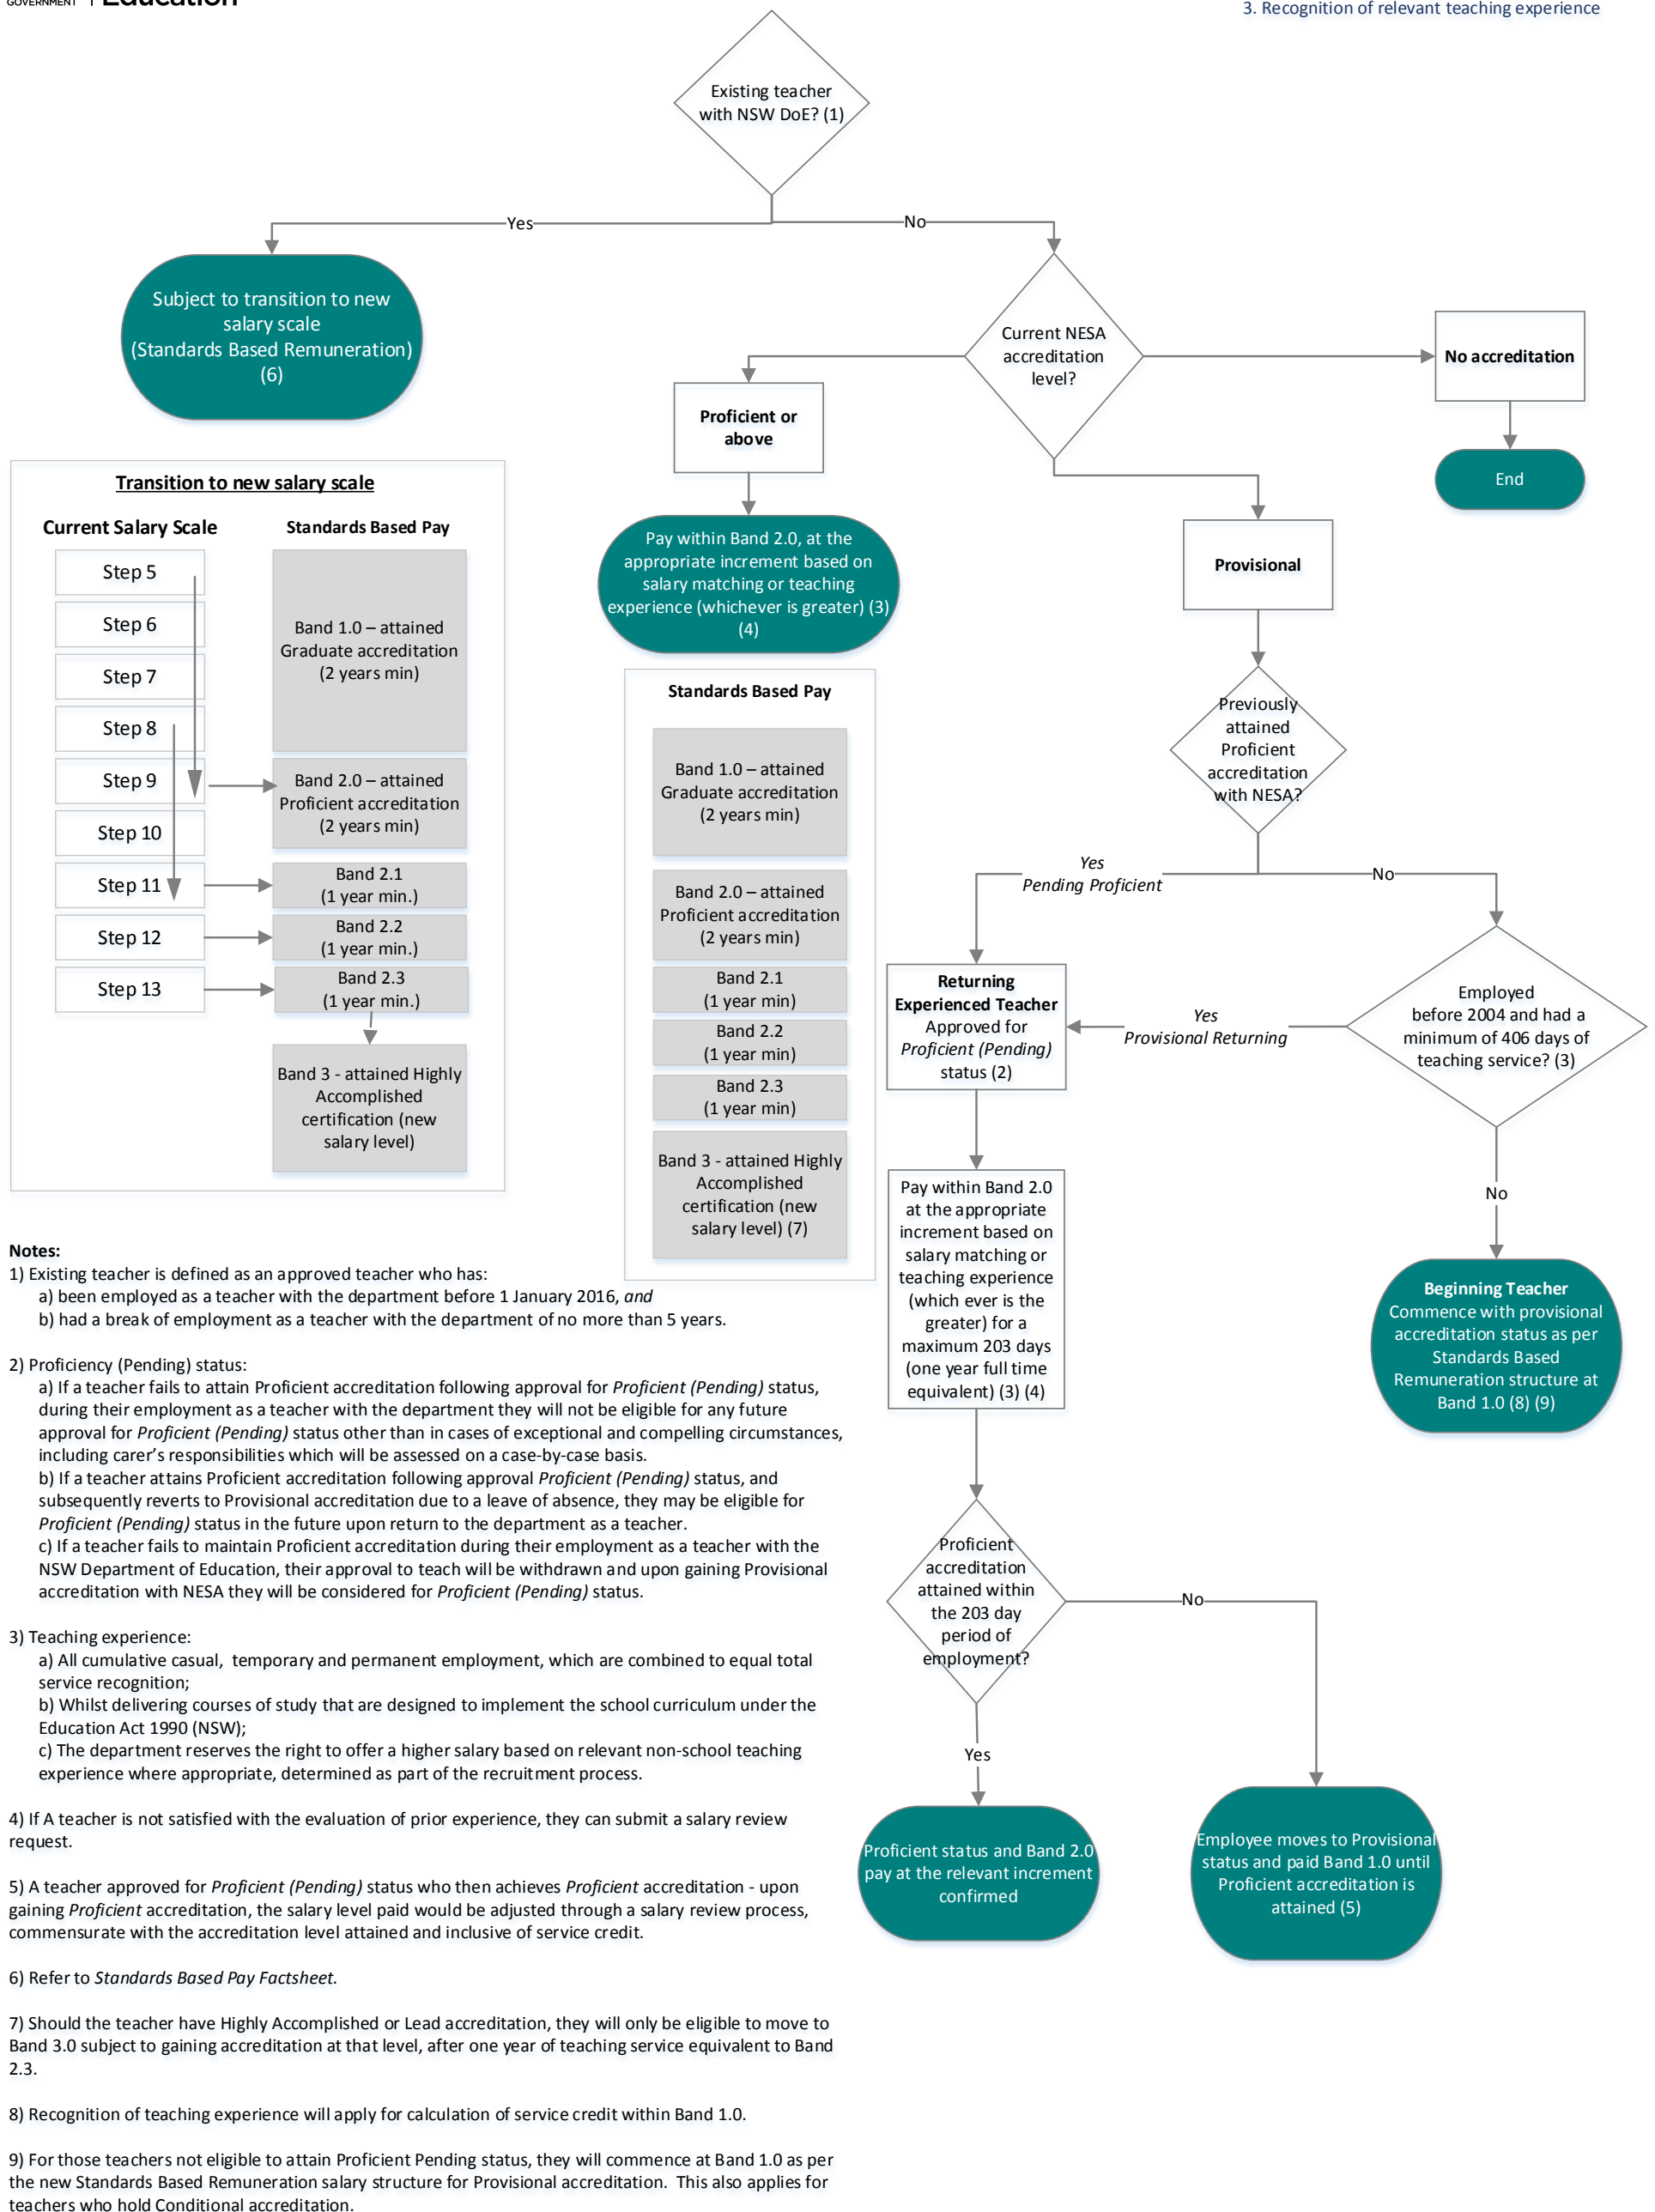 GOVERNMENT
Education
3. Recognition of relevant teaching experience
Existing teacher
with NSW DoE? (1)
Yes
No
Subject to transition to new
salary scale
(Standards Based Remuneration)
(6)
Current NESA
accreditation
level?
No accreditation
End
Proficient or
above
Pay within Band 2.0, at the
appropriate increment based on
salary matching or teaching
experience (whichever is greater) (3)
(4)
Provisional
Transition to new salary scale
Current Salary Scale
Standards Based Pay
Step 5
Step 6
Step 7
Step 8
Step 9
Step 10
Step 11
Step 12
Step 13
Band 1.0 – attained
Graduate accreditation
(2 years min)
Band 2.0 – attained
Proficient accreditation
(2 years min)
Band 2.1
(1 year min.)
Band 2.2
(1 year min.)
Band 2.3
(1 year min.)
Band 3 - attained Highly
Accomplished
certification (new
salary level)
Standards Based Pay
Band 1.0 – attained
Graduate accreditation
(2 years min)
Band 2.0 – attained
Proficient accreditation
(2 years min)
Band 2.1
(1 year min)
Band 2.2
(1 year min)
Band 2.3
(1 year min)
Band 3 - attained Highly
Accomplished
certification (new
salary level) (7)
Previously
attained
Proficient
accreditation
with NESA?
Yes
Pending Proficient
No
Returning
Experienced Teacher
Approved for
Proficient (Pending)
status (2)
Yes
Provisional Returning
Employed
before 2004 and had a
minimum of 406 days of
teaching service? (3)
No
Pay within Band 2.0
at the appropriate
increment based on
salary matching or
teaching experience
(which ever is the
greater) for a
maximum 203 days
(one year full time
equivalent) (3) (4)
Beginning Teacher
Commence with provisional
accreditation status as per
Standards Based
Remuneration structure at
Band 1.0 (8) (9)
Proficient
accreditation
attained within
the 203 day
period of
employment?
No
Yes
Proficient status and Band 2.0
pay at the relevant increment
confirmed
Employee moves to Provisional
status and paid Band 1.0 until
Proficient accreditation is
attained (5)
Notes:
1) Existing teacher is defined as an approved teacher who has:
a) been employed as a teacher with the department before 1 January 2016, and
b) had a break of employment as a teacher with the department of no more than 5 years.
2) Proficiency (Pending) status:
a) If a teacher fails to attain Proficient accreditation following approval for Proficient (Pending) status,
during their employment as a teacher with the department they will not be eligible for any future
approval for Proficient (Pending) status other than in cases of exceptional and compelling circumstances,
including carer's responsibilities which will be assessed on a case-by-case basis.
b) If a teacher attains Proficient accreditation following approval Proficient (Pending) status, and
subsequently reverts to Provisional accreditation due to a leave of absence, they may be eligible for
Proficient (Pending) status in the future upon return to the department as a teacher.
c) If a teacher fails to maintain Proficient accreditation during their employment as a teacher with the
NSW Department of Education, their approval to teach will be withdrawn and upon gaining Provisional
accreditation with NESA they will be considered for Proficient (Pending) status.
3) Teaching experience:
a) All cumulative casual, temporary and permanent employment, which are combined to equal total
service recognition;
b) Whilst delivering courses of study that are designed to implement the school curriculum under the
Education Act 1990 (NSW);
c) The department reserves the right to offer a higher salary based on relevant non-school teaching
experience where appropriate, determined as part of the recruitment process.
4) If A teacher is not satisfied with the evaluation of prior experience, they can submit a salary review
request.
5) A teacher approved for Proficient (Pending) status who then achieves Proficient accreditation - upon
gaining Proficient accreditation, the salary level paid would be adjusted through a salary review process,
commensurate with the accreditation level attained and inclusive of service credit.
6) Refer to Standards Based Pay Factsheet.
7) Should the teacher have Highly Accomplished or Lead accreditation, they will only be eligible to move to
Band 3.0 subject to gaining accreditation at that level, after one year of teaching service equivalent to Band
2.3.
8) Recognition of teaching experience will apply for calculation of service credit within Band 1.0.
9) For those teachers not eligible to attain Proficient Pending status, they will commence at Band 1.0 as per
the new Standards Based Remuneration salary structure for Provisional accreditation. This also applies for
teachers who hold Conditional accreditation.